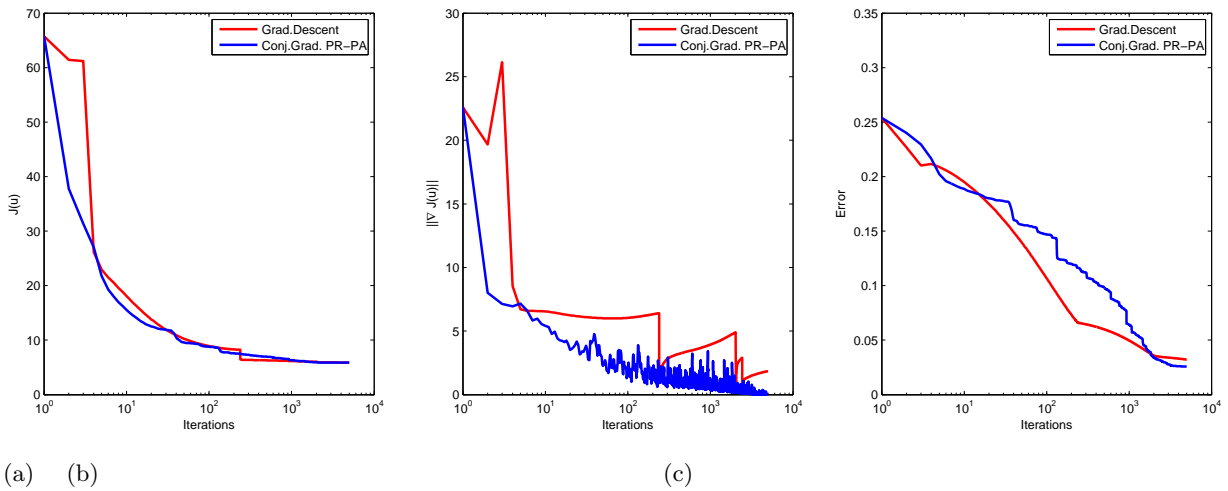 70
60
50
40
30
20
10
0
J(u)
10^0 10^1 10^2 10^3 10^4
Iterations
Grad.Descent
Conj.Grad. PR−PA
30
25
20
15
10
5
0
||∇ J(u)||
10^0 10^1 10^2 10^3 10^4
Iterations
Grad.Descent
Conj.Grad. PR−PA
0.35
0.3
0.25
0.2
0.15
0.1
0.05
0
Error
10^0 10^1 10^2 10^3 10^4
Iterations
Grad.Descent
Conj.Grad. PR−PA
(a) (b) (c)